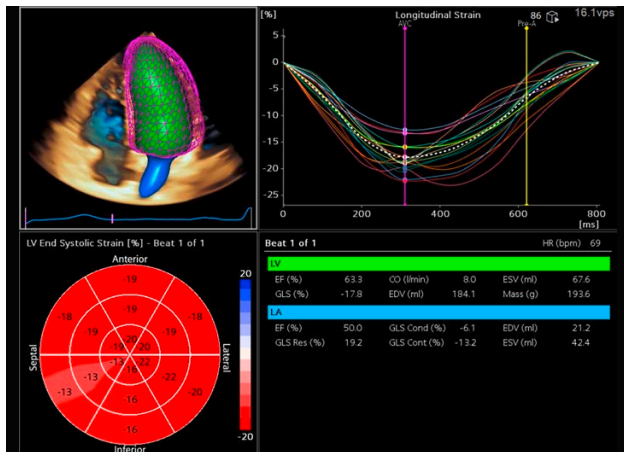 [%] Longitudinal Strain 86 16.1vps
AVC Pre-A
5
0
-5
-10
-15
-20
-25
0 200 400 600 800
[ms]
LV End Systolic Strain [%] - Beat 1 of 1
Anterior
20
-19
-18 -19 -19
-19 -19
20
-19 -22
-13 -22
-13 16 -20
-13 -22
-16
-16
Septal
Lateral
Inferior
-20
Beat 1 of 1 HR (bpm) 69
LV
EF (%) 63.3 CO (l/min) 8.0 ESV (ml) 67.6
GLS (%) -17.8 EDV (ml) 184.1 Mass (g) 193.6
LA
EF (%) 50.0 GLS Cond (%) -6.1 EDV (ml) 21.2
GLS Res (%) 19.2 GLS Cont (%) -13.2 ESV (ml) 42.4